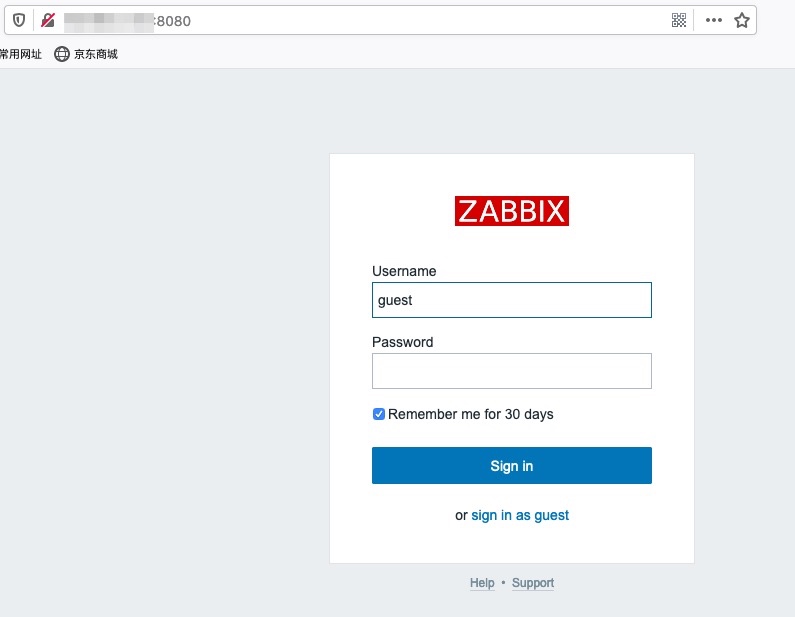 :8080
常用网址 京东商城
ZABBIX
Username
guest
Password
Remember me for 30 days
Sign in
or sign in as guest
Help • Support